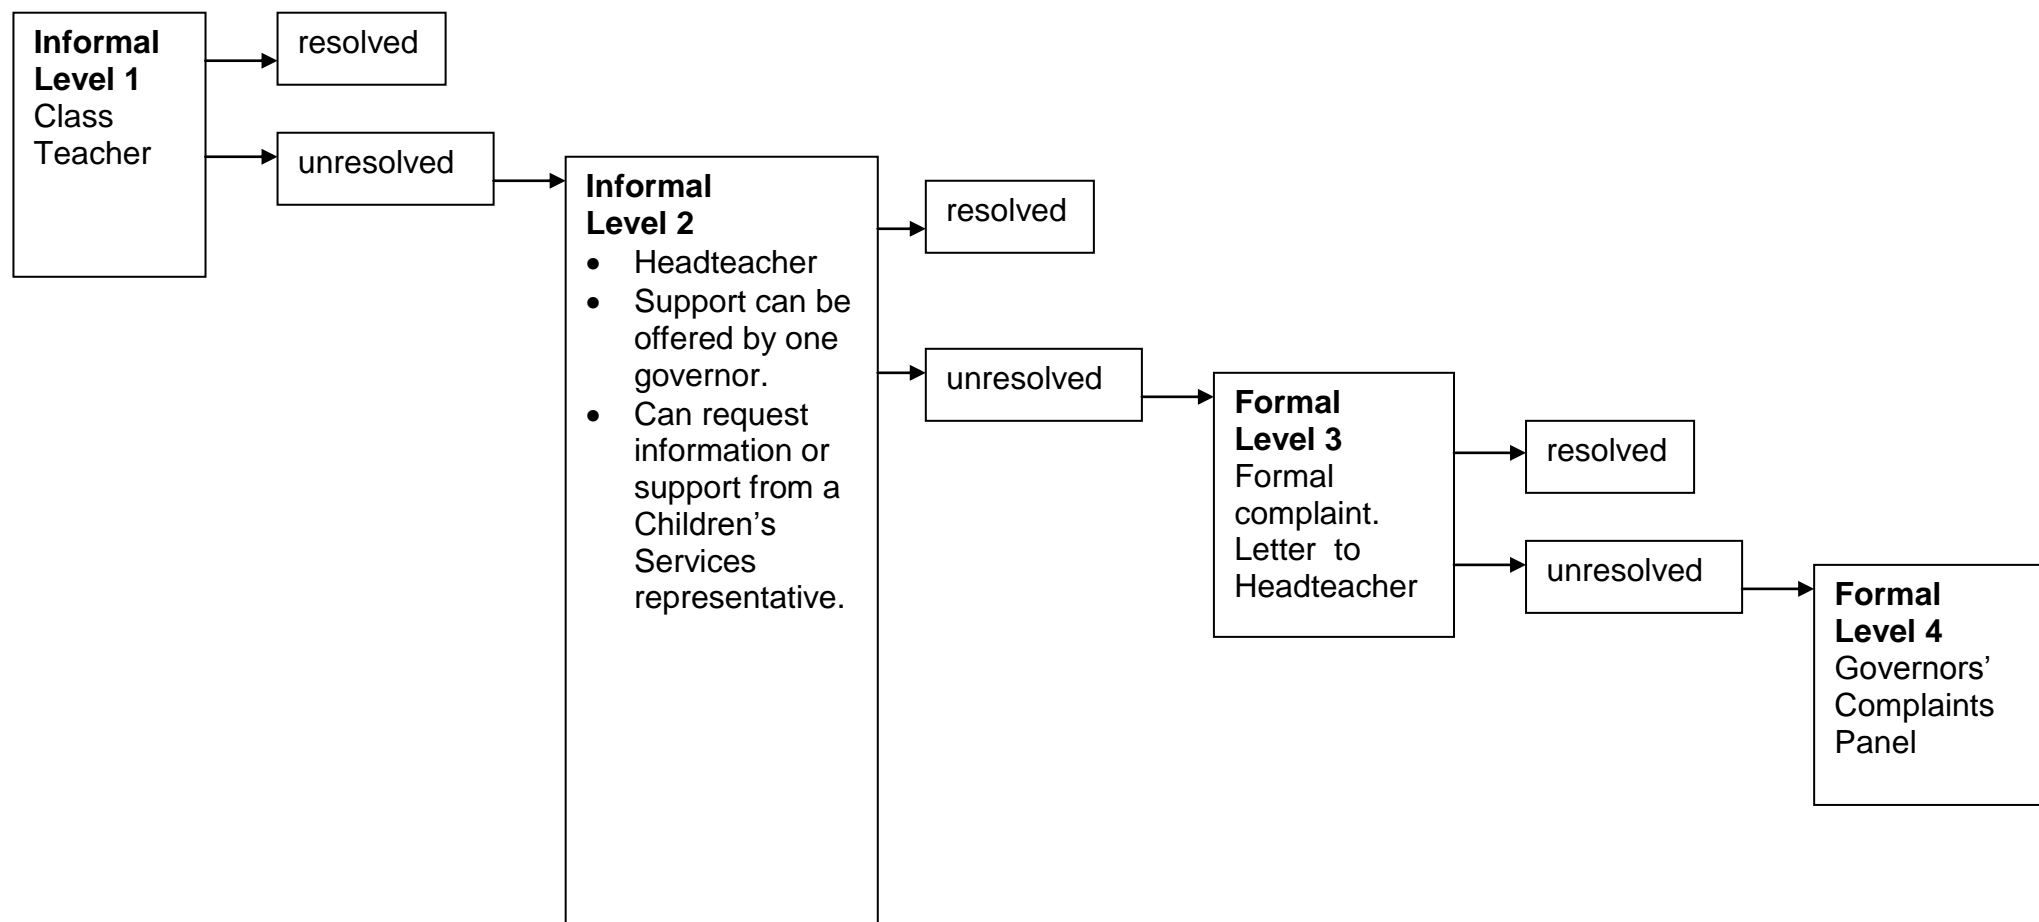 Informal
Level 1
Class
Teacher
resolved
unresolved
Informal
Level 2
• Headteacher
• Support can be
offered by one
governor.
• Can request
information or
support from a
Children’s
Services
representative.
resolved
unresolved
Formal
Level 3
Formal
complaint.
Letter to
Headteacher
resolved
unresolved
Formal
Level 4
Governors’
Complaints
Panel